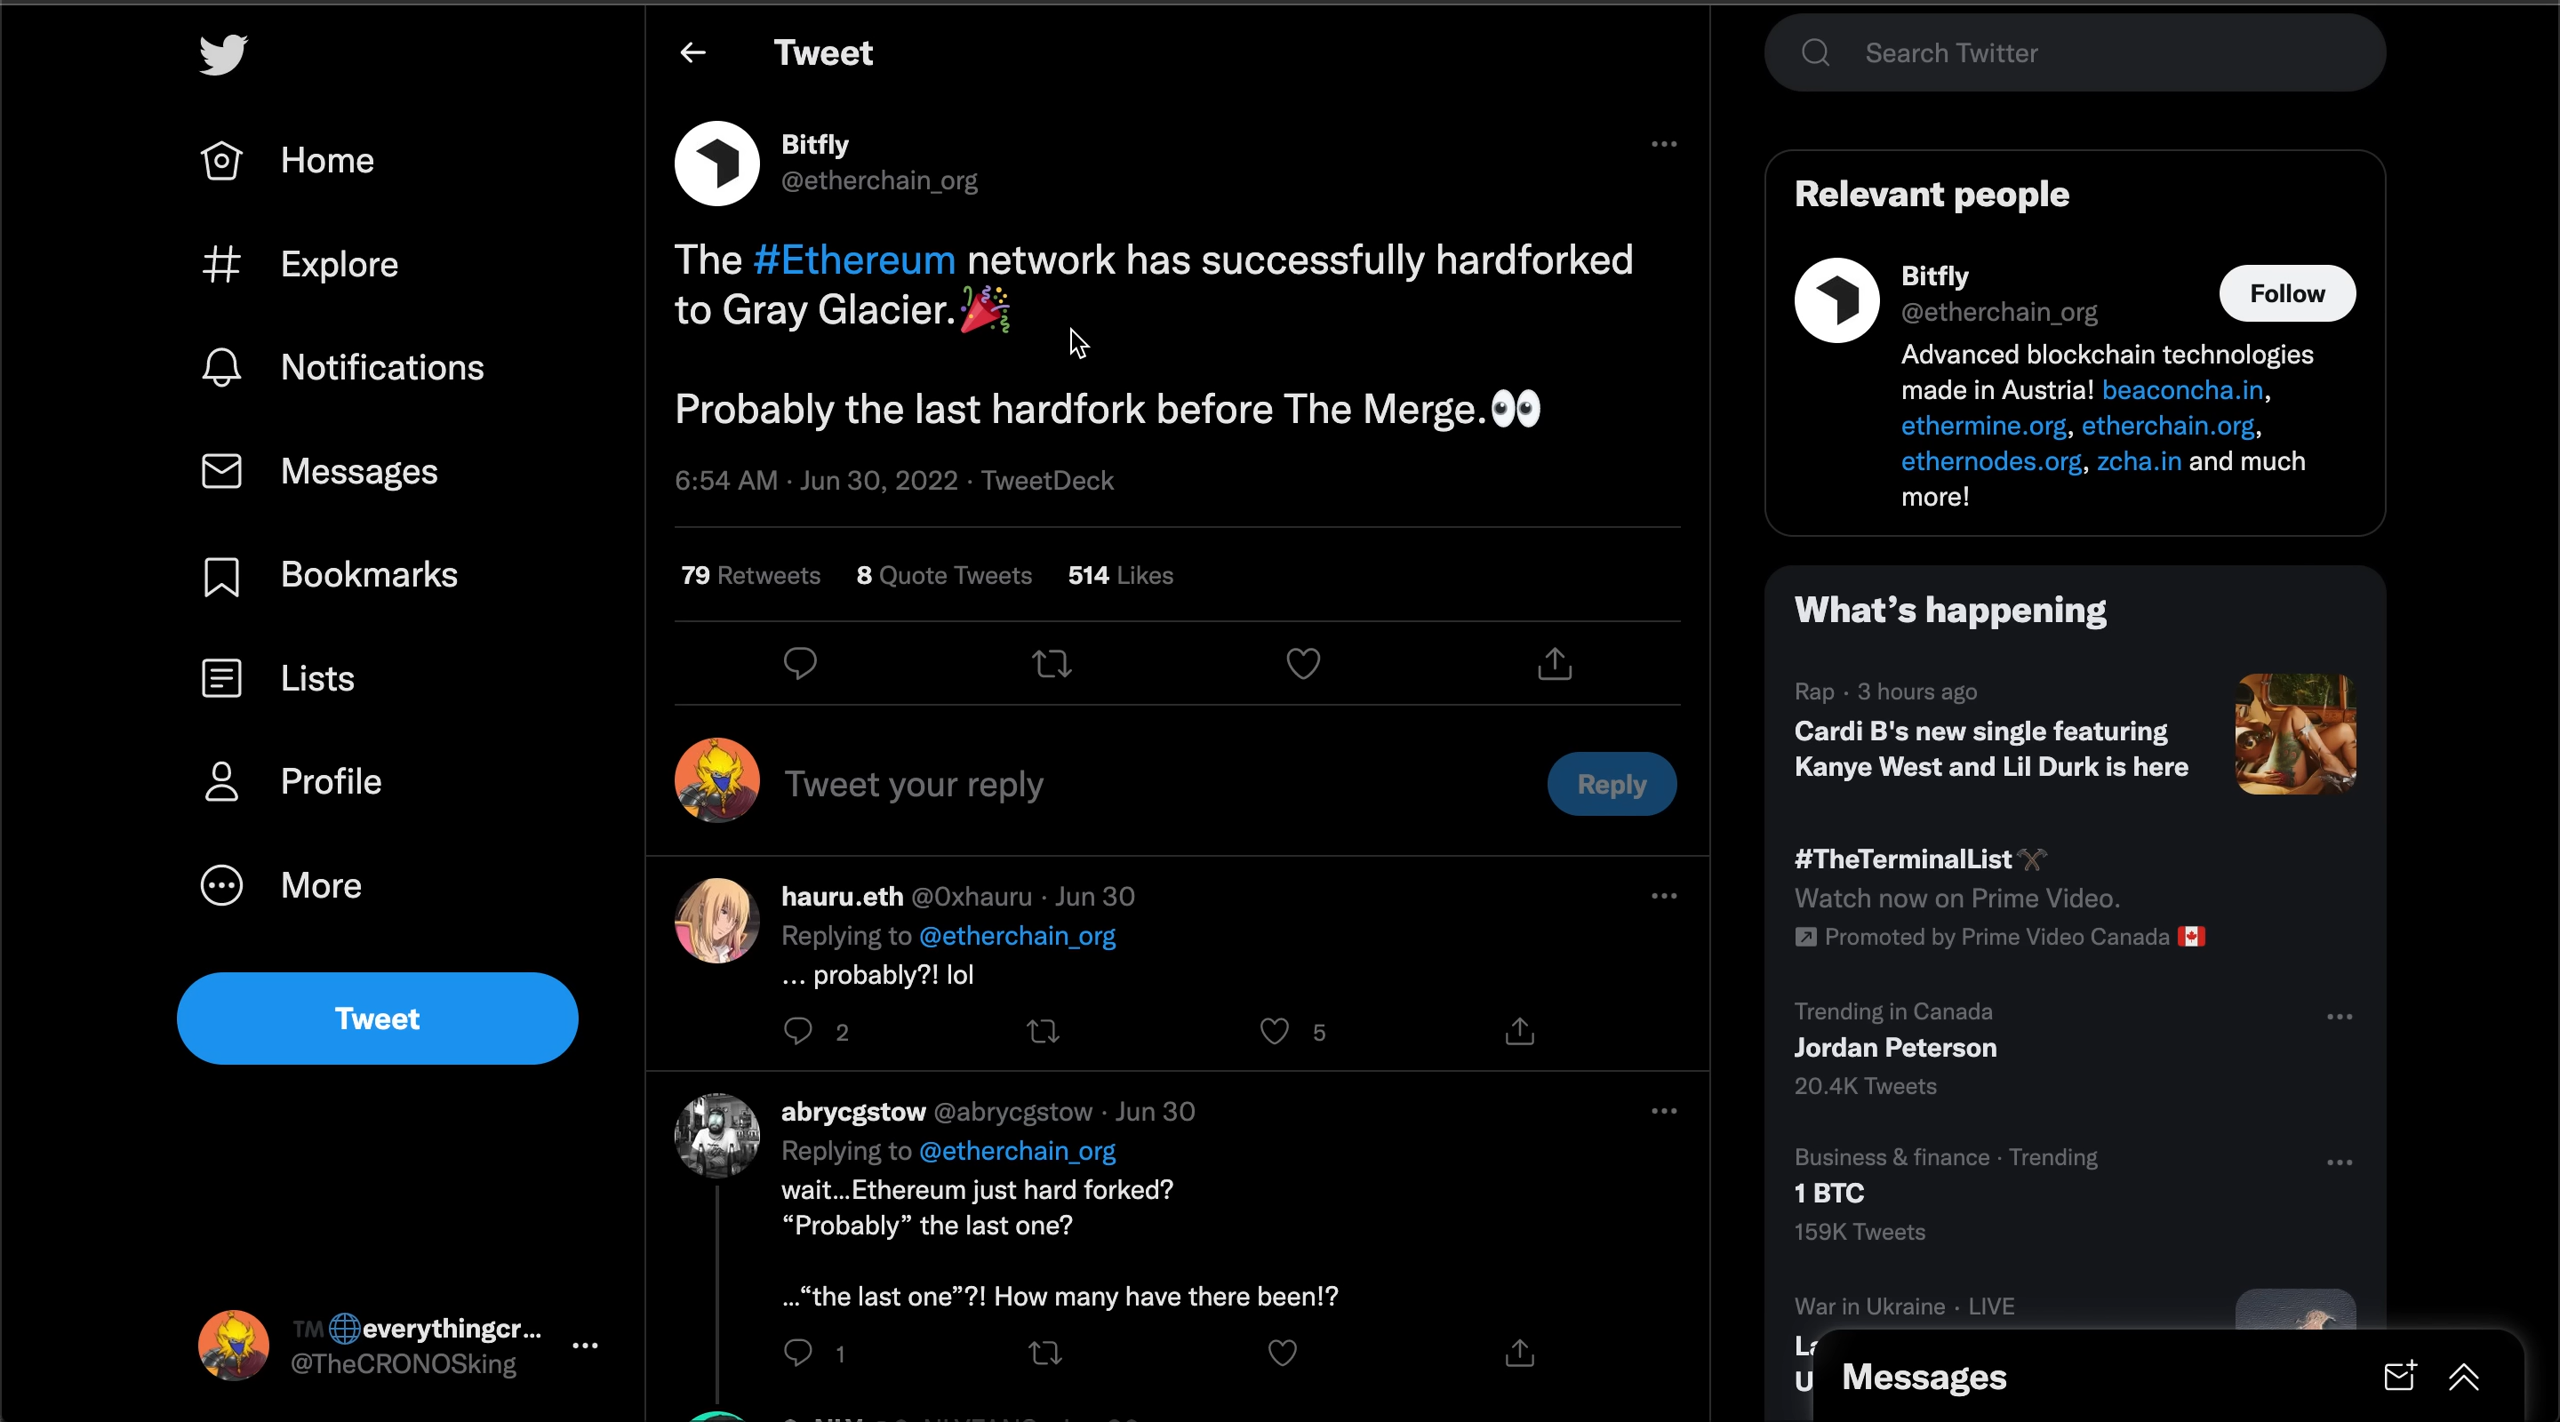 Home
Explore
Notifications
Messages
Bookmarks
Lists
Profile
More
Tweet
TM🌐everythingcr...
@TheCRONOSking
Tweet
Bitfly
@etherchain_org
The #Ethereum network has successfully hardforked
to Gray Glacier.🎉
Probably the last hardfork before The Merge.👀
6:54 AM · Jun 30, 2022 · TweetDeck
79 Retweets 8 Quote Tweets 514 Likes
Tweet your reply
Reply
hauru.eth @0xhauru · Jun 30
Replying to @etherchain_org
... probably?! lol
2 5
abrycgstow @abrycgstow · Jun 30
Replying to @etherchain_org
wait...Ethereum just hard forked?
“Probably” the last one?
...“the last one”?! How many have there been!?
1
Search Twitter
Relevant people
Bitfly
@etherchain_org
Follow
Advanced blockchain technologies
made in Austria! beaconcha.in,
ethermine.org, etherchain.org,
ethernodes.org, zcha.in and much
more!
What’s happening
Rap · 3 hours ago
Cardi B's new single featuring
Kanye West and Lil Durk is here
#TheTerminalList
Watch now on Prime Video.
Promoted by Prime Video Canada 🇨🇦
Trending in Canada
Jordan Peterson
20.4K Tweets
Business & finance · Trending
1 BTC
159K Tweets
War in Ukraine · LIVE
Messages